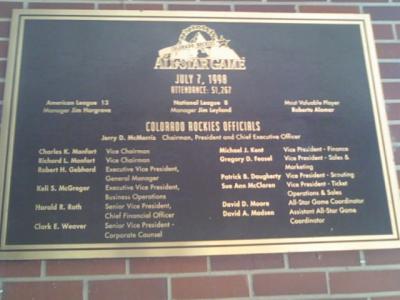 COLORADO ROCKIES
ALL-STAR GAME
JULY 7, 1998
ATTENDANCE: 51,267
American League 13
Manager Jim Hargrove
National League 8
Manager Jim Leyland
Most Valuable Player
Roberto Alomar
COLORADO ROCKIES OFFICIALS
Jerry D. McMorris Chairman, President and Chief Executive Officer
Charles K. Monfort Vice Chairman
Richard L. Monfort Vice Chairman
Robert H. Gebhard Executive Vice President,
General Manager
Keli S. McGregor Executive Vice President,
Business Operations
Harold R. Roth Senior Vice President,
Chief Financial Officer
Clark E. Weaver Senior Vice President -
Corporate Counsel
Michael J. Kent Vice President - Finance
Gregory D. Feasel Vice President - Sales &
Marketing
Patrick B. Daugherty Vice President - Scouting
Sue Ann McClaren Vice President - Ticket
Operations & Sales
David D. Moore All-Star Game Coordinator
David A. Madsen Assistant All-Star Game
Coordinator